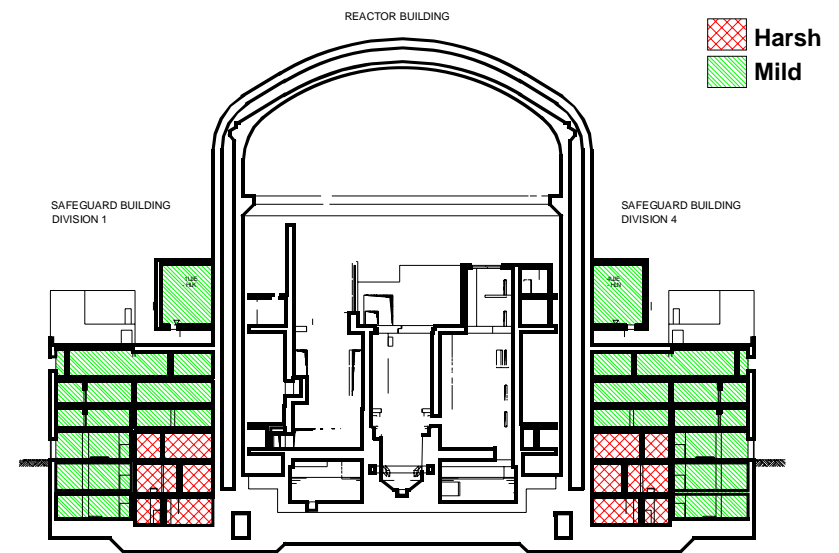 REACTOR BUILDING
Harsh
Mild
SAFEGUARD BUILDING
DIVISION 1
SAFEGUARD BUILDING
DIVISION 4